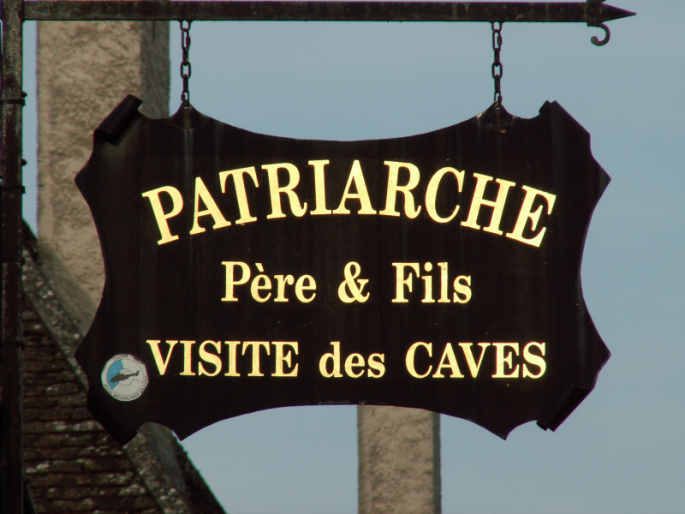 PATRIARCHE
Père & Fils
VISITE des CAVES